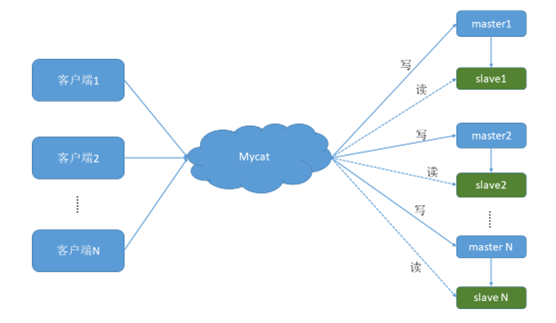 客户端1
客户端2
客户端N
Mycat
写
读
写
读
写
读
master1
slave1
master2
slave2
master N
slave N